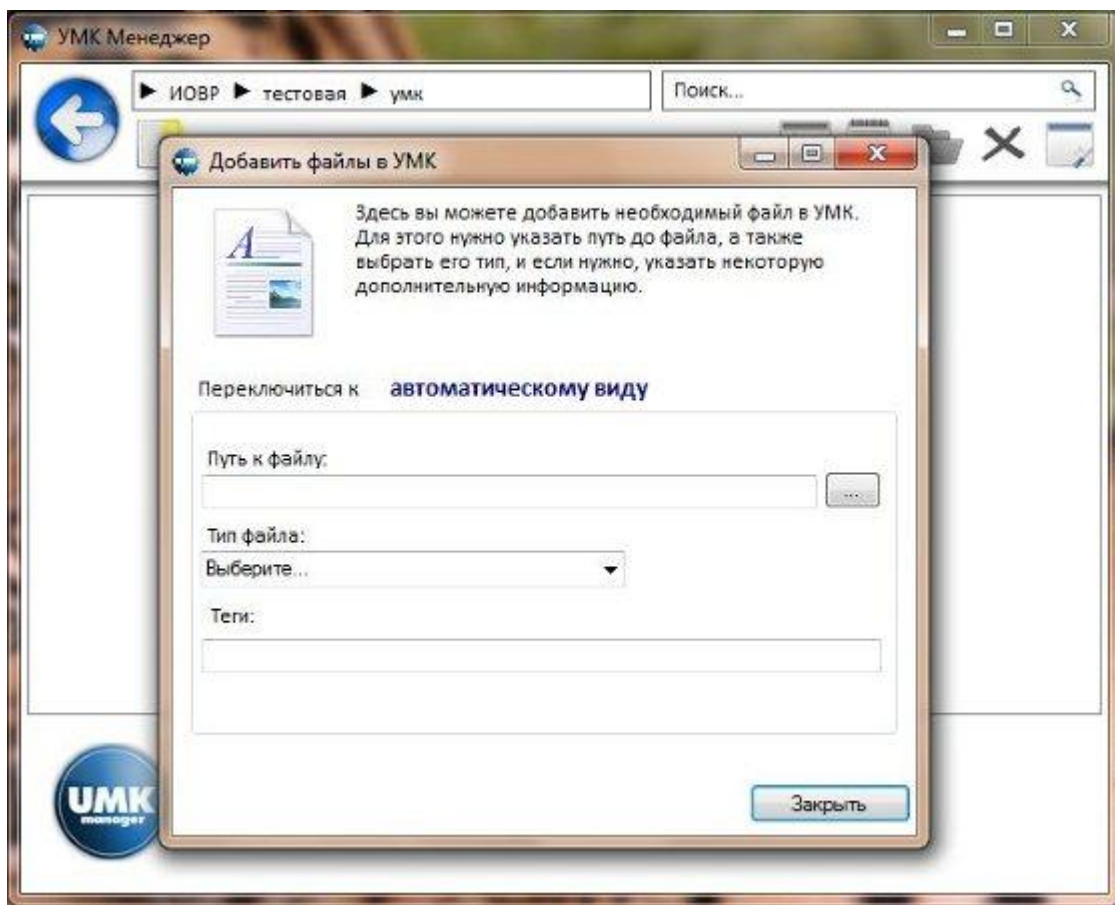 УМК Менеджер
ИОВР тестовая умк
Поиск...
Добавить файлы в УМК
Здесь вы можете добавить необходимый файл в УМК.
Для этого нужно указать путь до файла, а также
выбрать его тип, и если нужно, указать некоторую
дополнительную информацию.
Переключиться к автоматическому виду
Путь к файлу:
...
Тип файла:
Выберите...
Теги:
Закрыть
UMK
manager